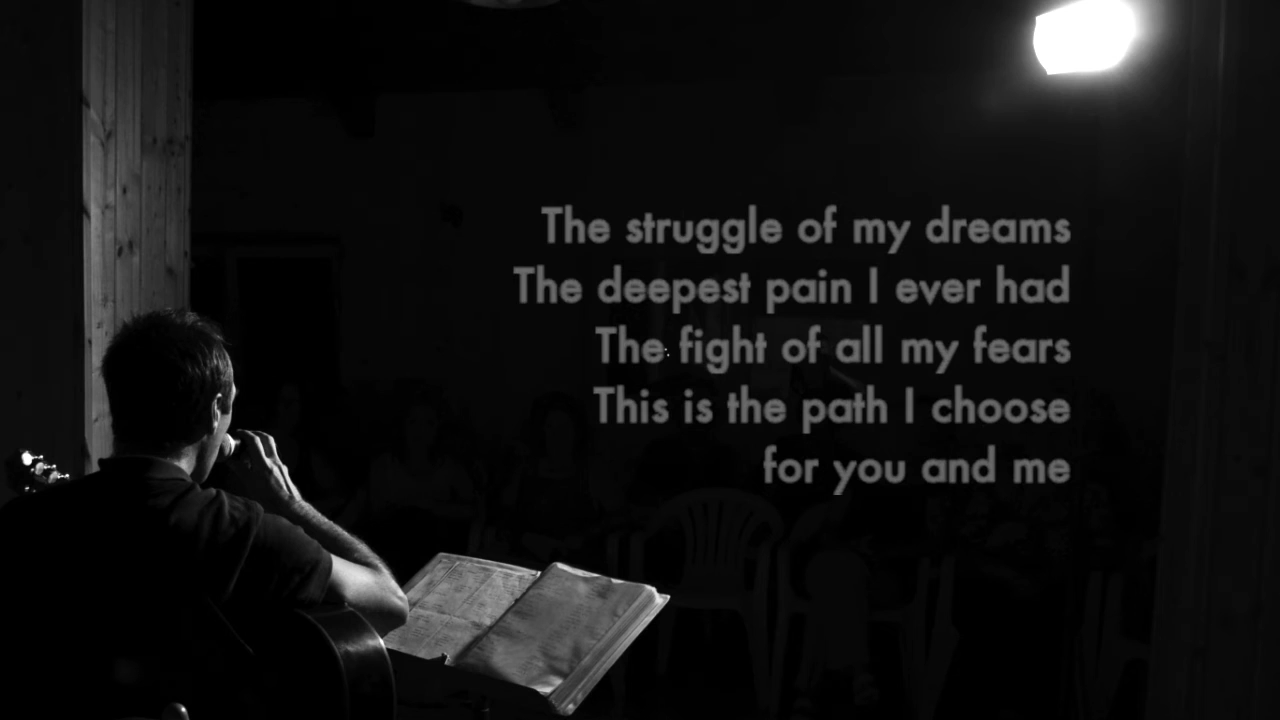 The struggle of my dreams
The deepest pain I ever had
The fight of all my fears
This is the path I choose
for you and me